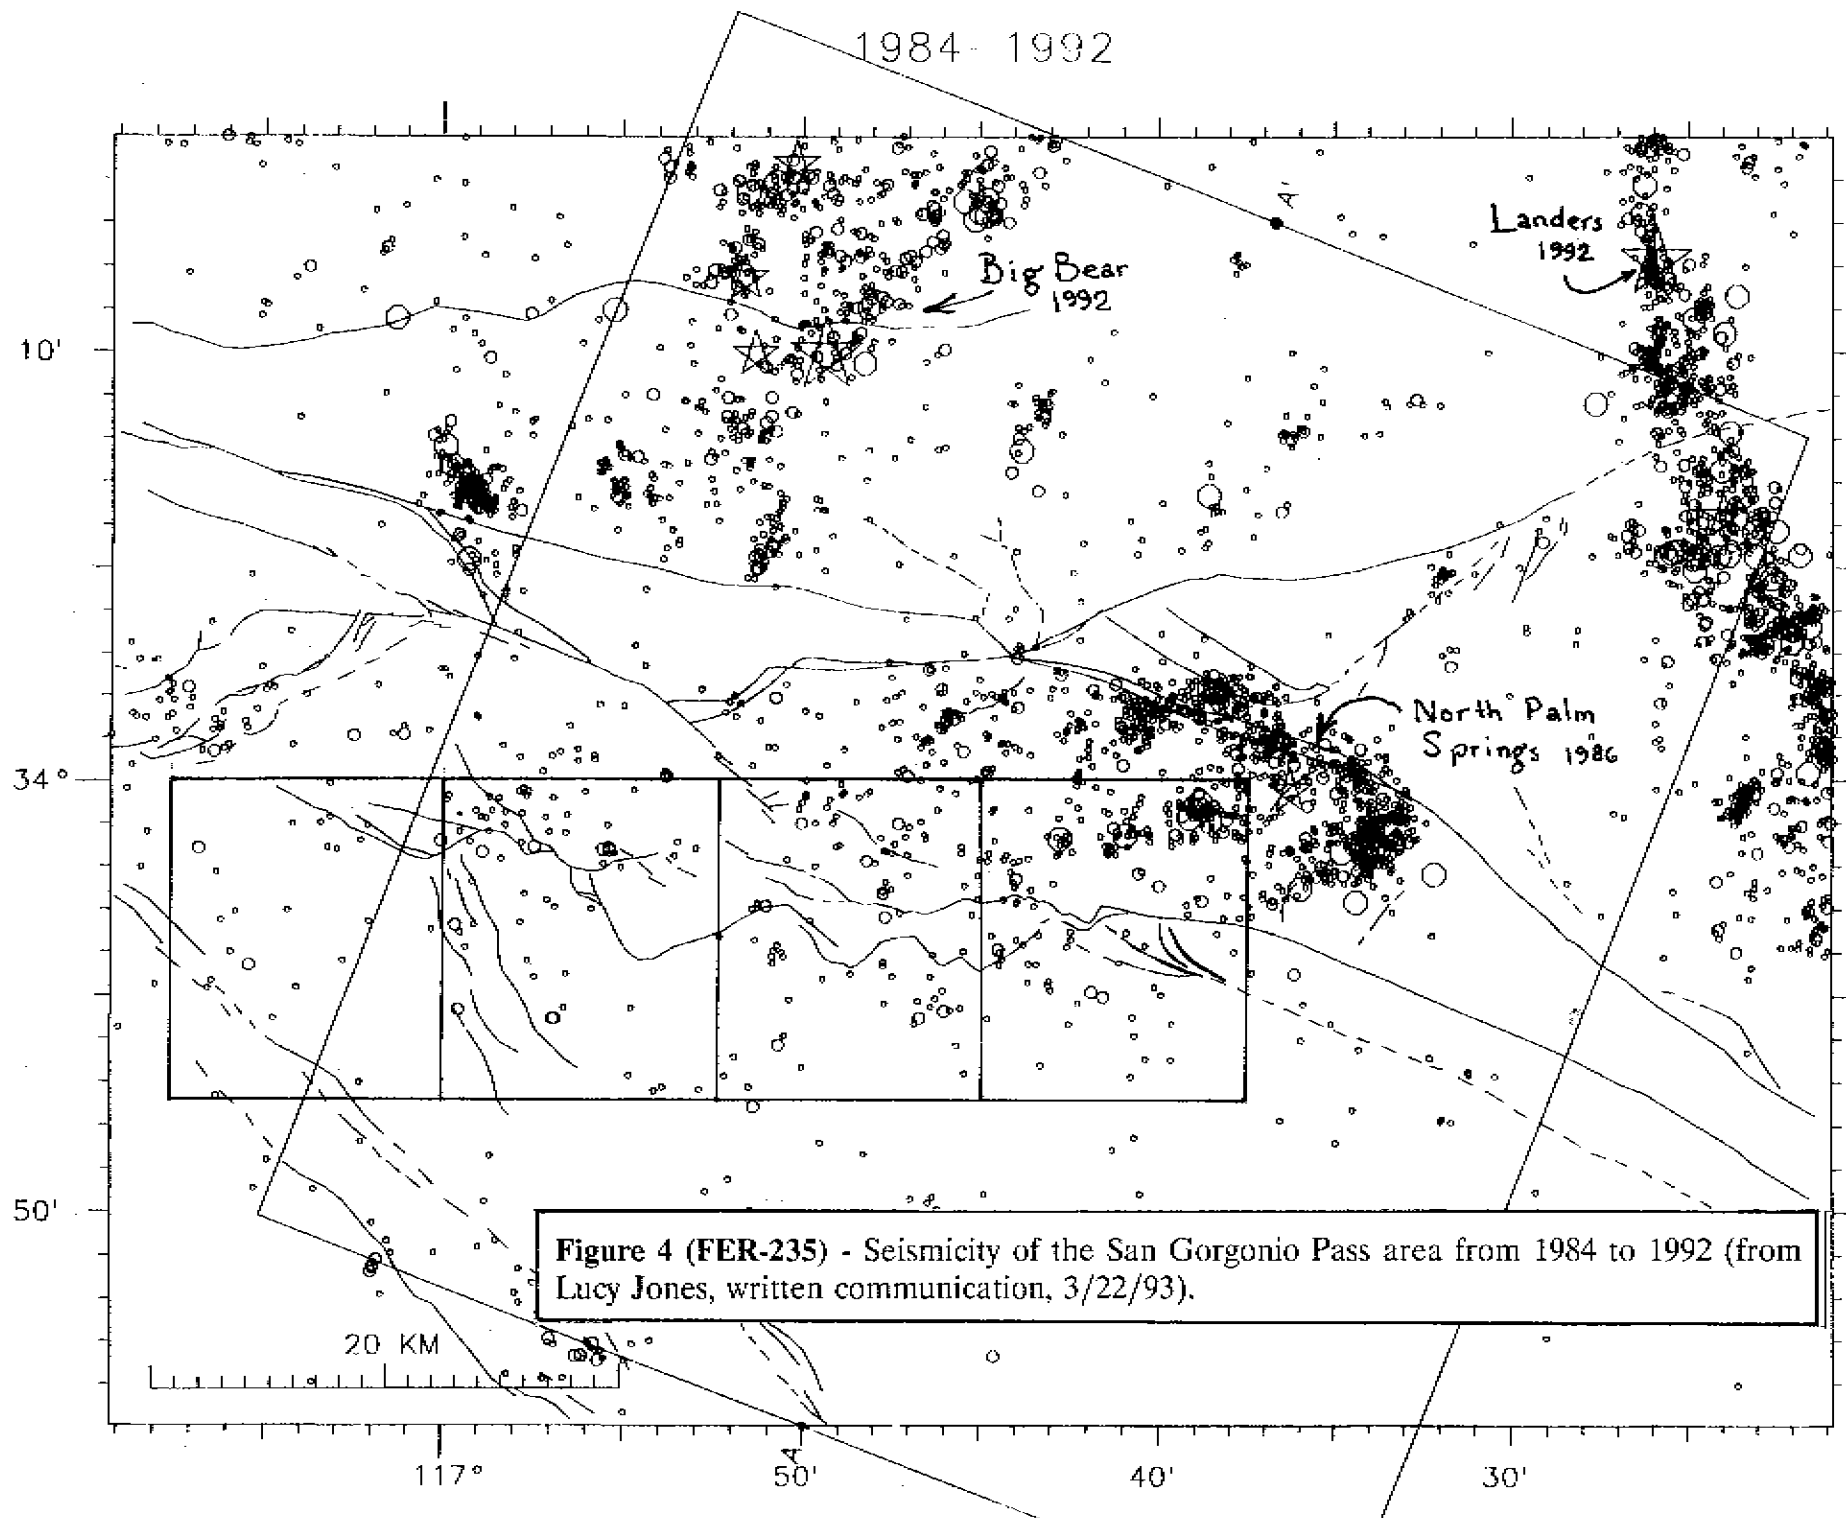 1984-1992
A'
Landers
1992
Big Bear
1992
10'
North Palm
Springs 1986
34°
50'
Figure 4 (FER-235) - Seismicity of the San Gorgonio Pass area from 1984 to 1992 (from
Lucy Jones, written communication, 3/22/93).
20 KM
A
117°
50'
40'
30'